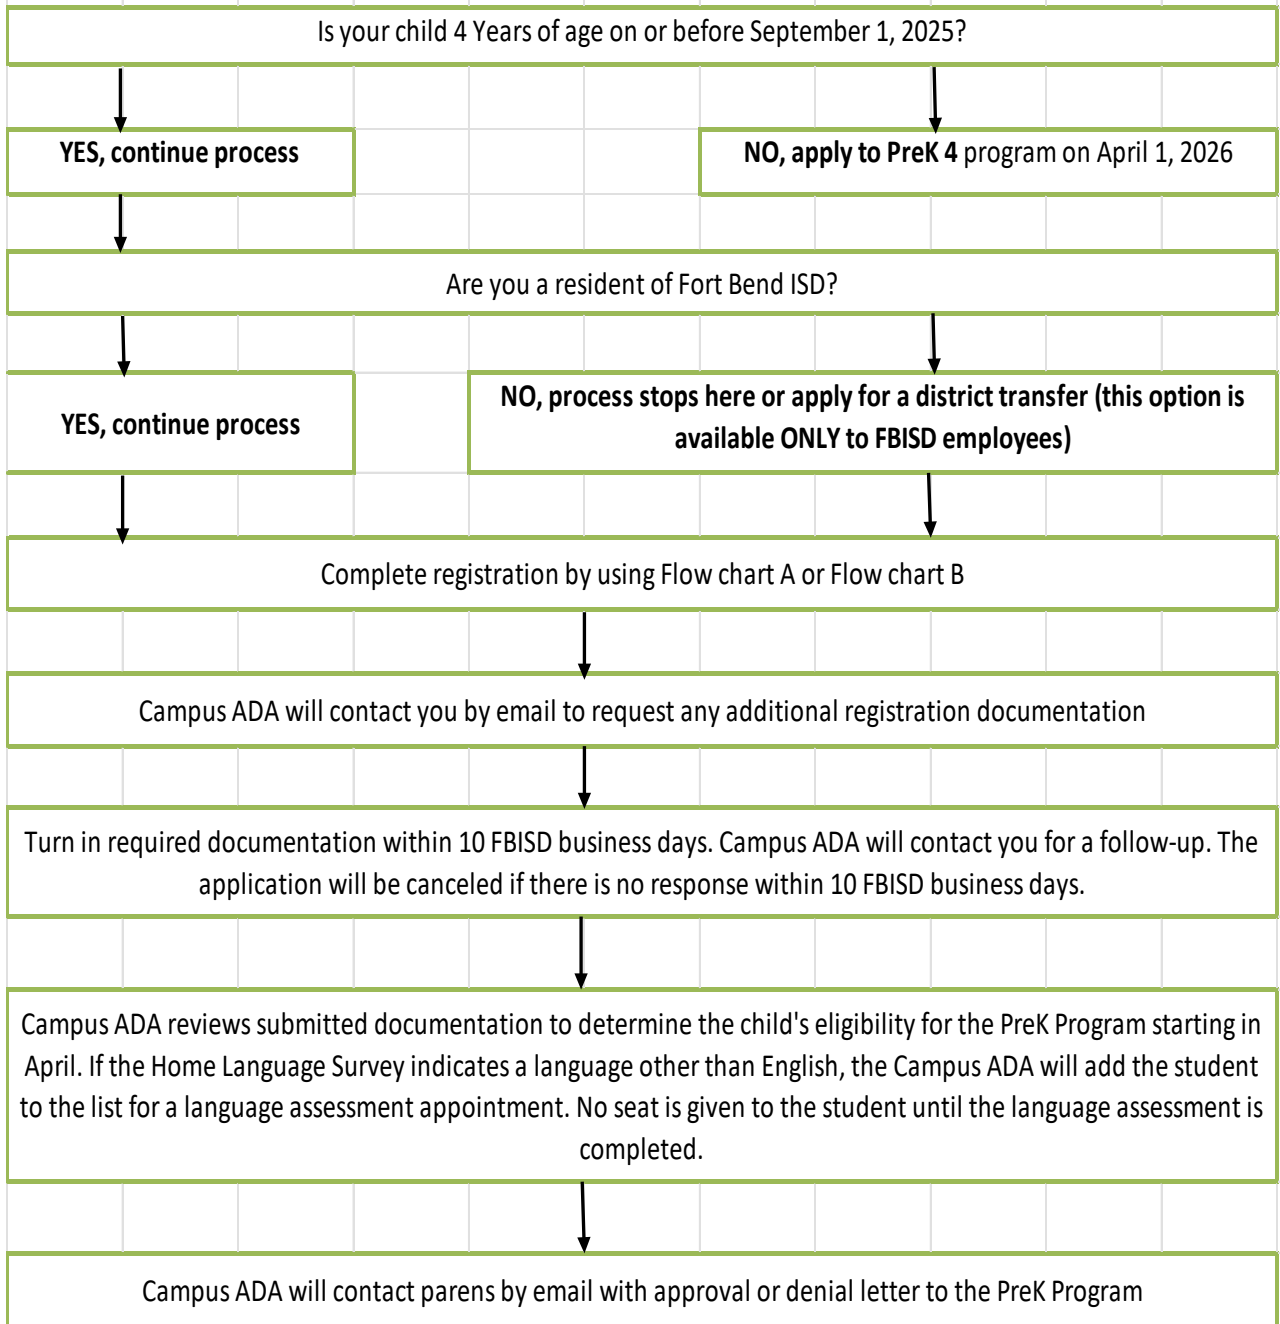 Is your child 4 Years of age on or before September 1, 2025?
YES, continue process
NO, apply to PreK 4 program on April 1, 2026
Are you a resident of Fort Bend ISD?
YES, continue process
NO, process stops here or apply for a district transfer (this option is
available ONLY to FBISD employees)
Complete registration by using Flow chart A or Flow chart B
Campus ADA will contact you by email to request any additional registration documentation
Turn in required documentation within 10 FBISD business days. Campus ADA will contact you for a follow-up. The
application will be canceled if there is no response within 10 FBISD business days.
Campus ADA reviews submitted documentation to determine the child's eligibility for the PreK Program starting in
April. If the Home Language Survey indicates a language other than English, the Campus ADA will add the student
to the list for a language assessment appointment. No seat is given to the student until the language assessment is
completed.
Campus ADA will contact parens by email with approval or denial letter to the PreK Program